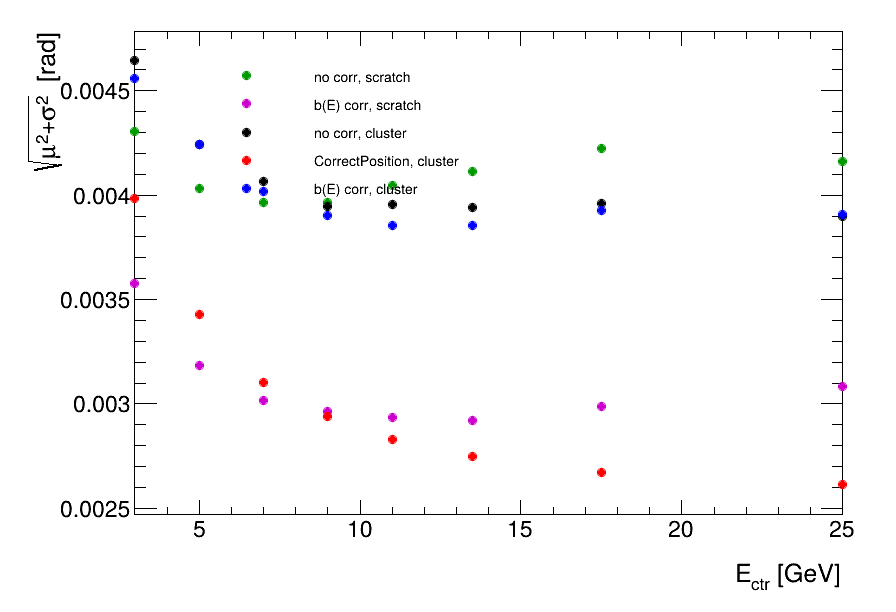 √μ²+σ² [rad]
0.0045
0.004
0.0035
0.003
0.0025
no corr, scratch
b(E) corr, scratch
no corr, cluster
CorrectPosition, cluster
b(E) corr, cluster
5 10 15 20 25
E_ctr [GeV]